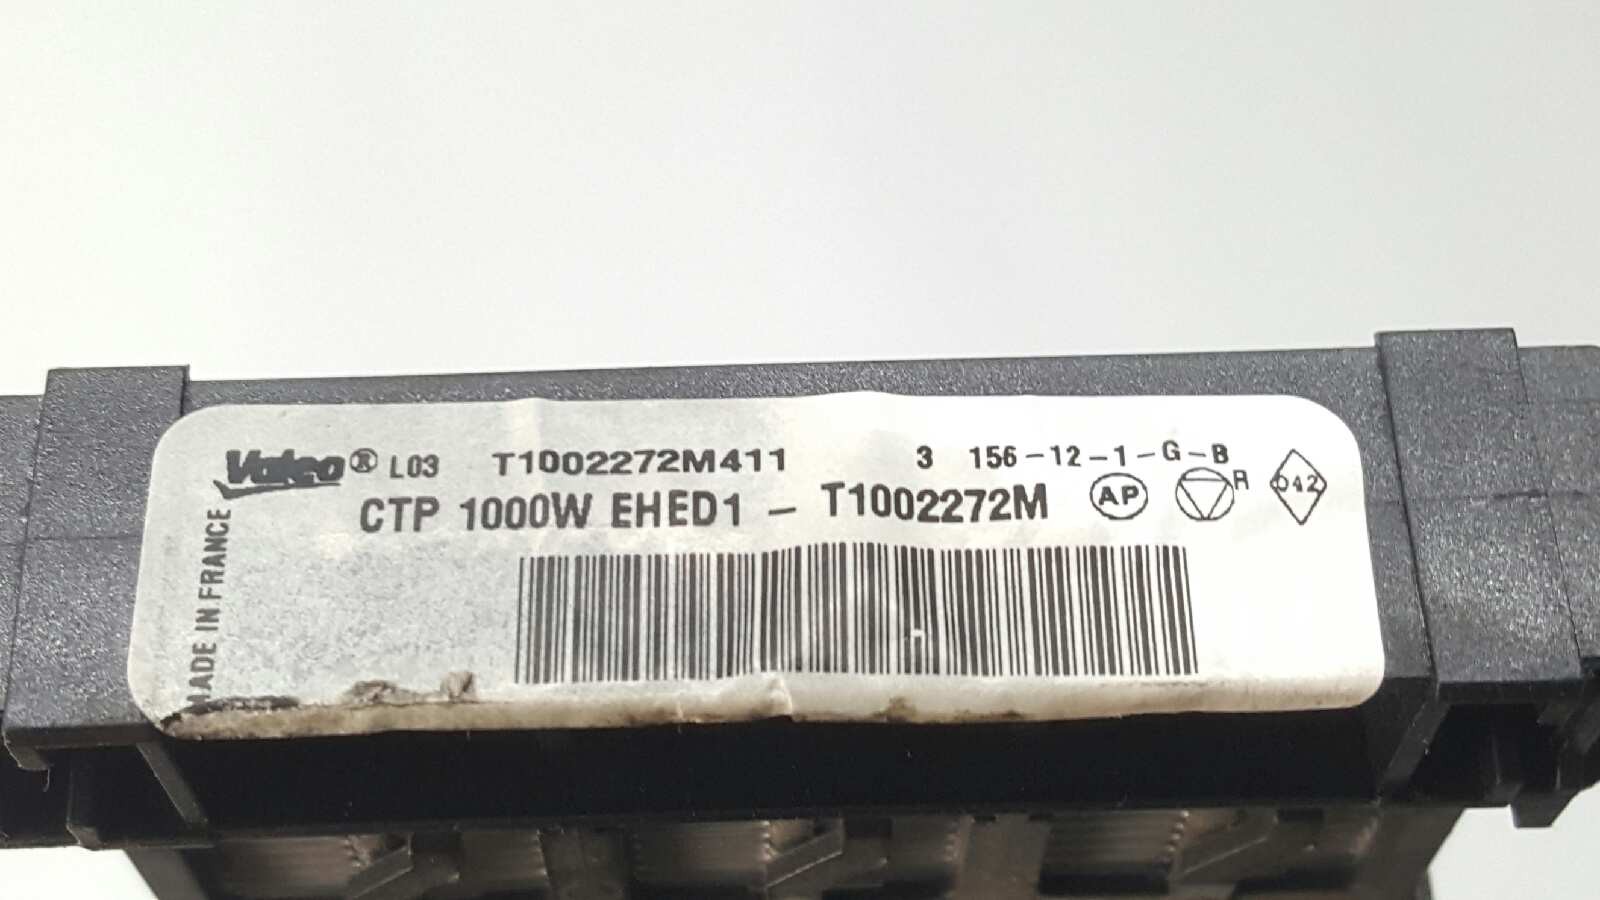 Valeo® L03 T1002272M411 3 156-12-1-G-B
CTP 1000W EHED1 - T1002272M AP R 042
MADE IN FRANCE